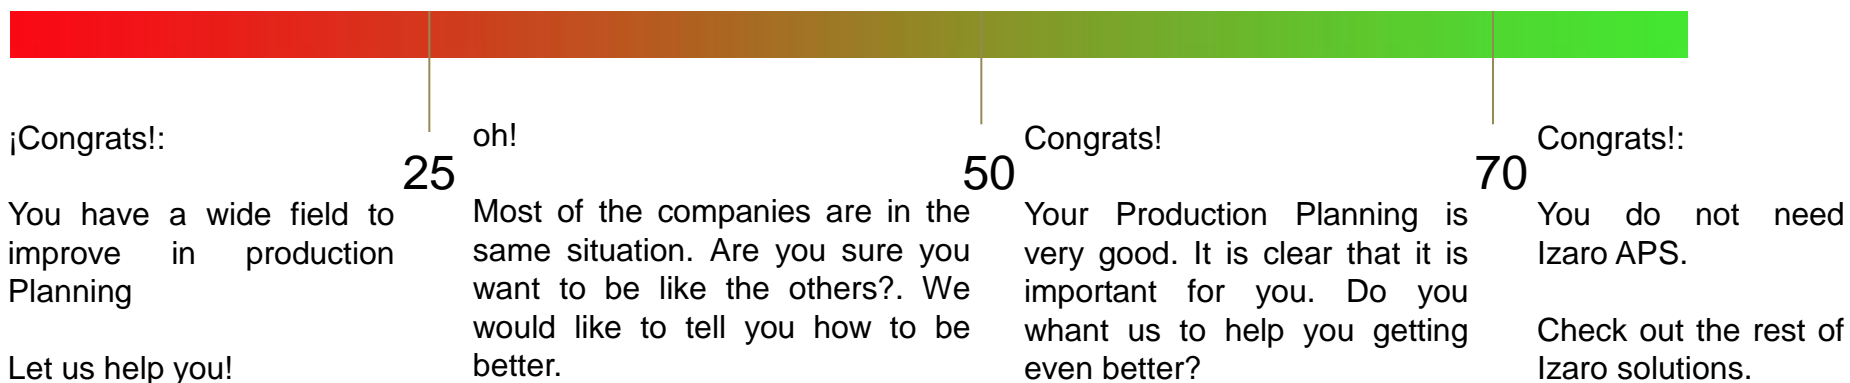 ¡Congrats!:
You have a wide field to
improve in production
Planning
Let us help you!
25
oh!
Most of the companies are in the
same situation. Are you sure you
want to be like the others?. We
would like to tell you how to be
better.
50
Congrats!
Your Production Planning is
very good. It is clear that it is
important for you. Do you
whant us to help you getting
even better?
70
Congrats!:
You do not need
Izaro APS.
Check out the rest of
Izaro solutions.